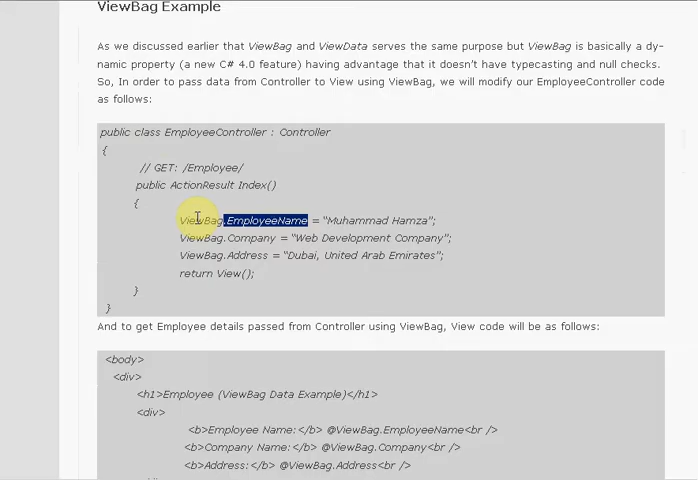 ViewBag Example
As we discussed earlier that ViewBag and ViewData serves the same purpose but ViewBag is basically a dy-
namic property (a new C# 4.0 feature) having advantage that it doesn't have typecasting and null checks.
So, In order to pass data from Controller to View using ViewBag, we will modify our EmployeeController code
as follows:
public class EmployeeController : Controller
{
// GET: /Employee/
public ActionResult Index()
{
ViewBag.EmployeeName = “Muhammad Hamza”;
ViewBag.Company = “Web Development Company”;
ViewBag.Address = “Dubai, United Arab Emirates”;
return View();
}
}
And to get Employee details passed from Controller using ViewBag, View code will be as follows:
<body>
<div>
<h1>Employee (ViewBag Data Example)</h1>
<div>
<b>Employee Name:</b> @ViewBag.EmployeeName<br />
<b>Company Name:</b> @ViewBag.Company<br />
<b>Address:</b> @ViewBag.Address<br />